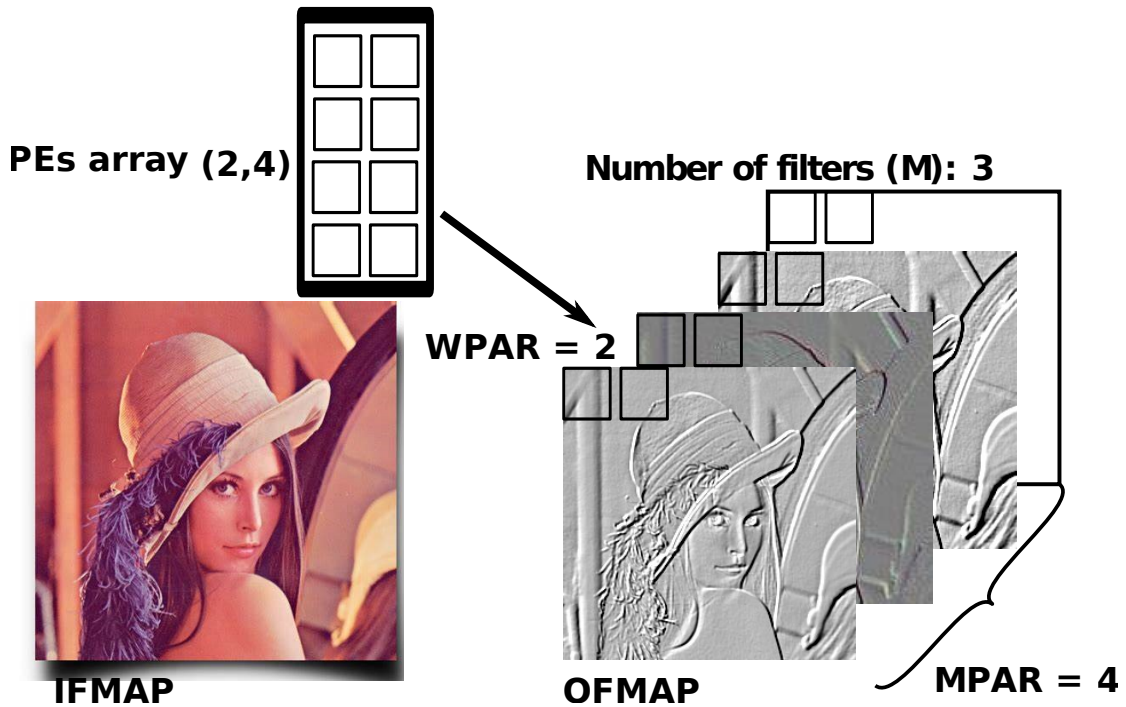 PEs array (2,4)
Number of filters (M): 3
WPAR = 2
IFMAP
OFMAP
MPAR = 4